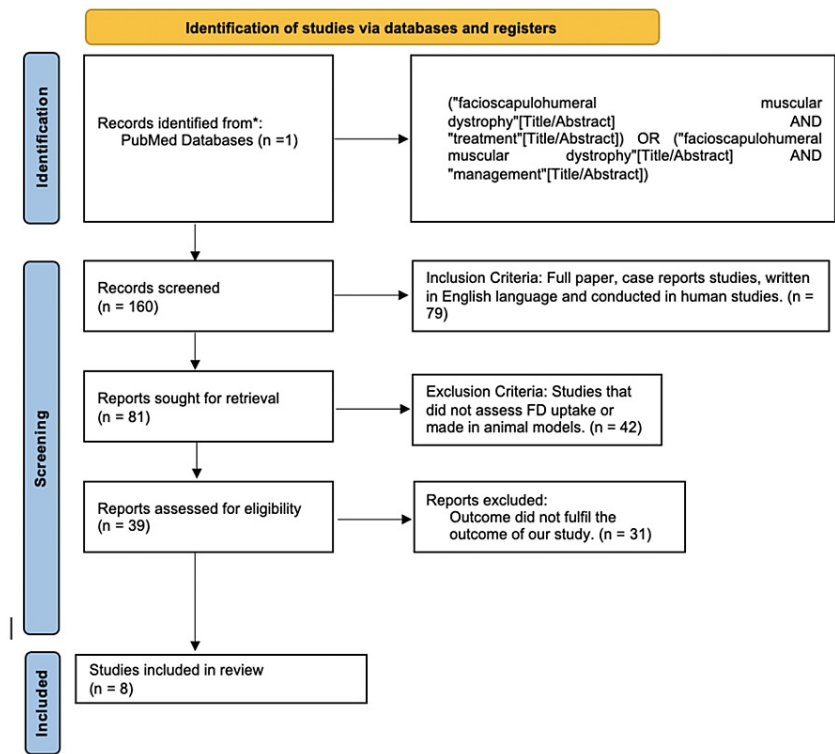 Identification of studies via databases and registers
Identification
Records identified from*:
PubMed Databases (n =1)
("facioscapulohumeral muscular
dystrophy"[Title/Abstract] AND
"treatment"[Title/Abstract]) OR ("facioscapulohumeral
muscular dystrophy"[Title/Abstract] AND
"management"[Title/Abstract])
Screening
Records screened
(n = 160)
Inclusion Criteria: Full paper, case reports studies, written
in English language and conducted in human studies. (n =
79)
Reports sought for retrieval
(n = 81)
Exclusion Criteria: Studies that
did not assess FD uptake or
made in animal models. (n = 42)
Reports assessed for eligibility
(n = 39)
Reports excluded:
Outcome did not fulfil the
outcome of our study. (n = 31)
Included
Studies included in review
(n = 8)